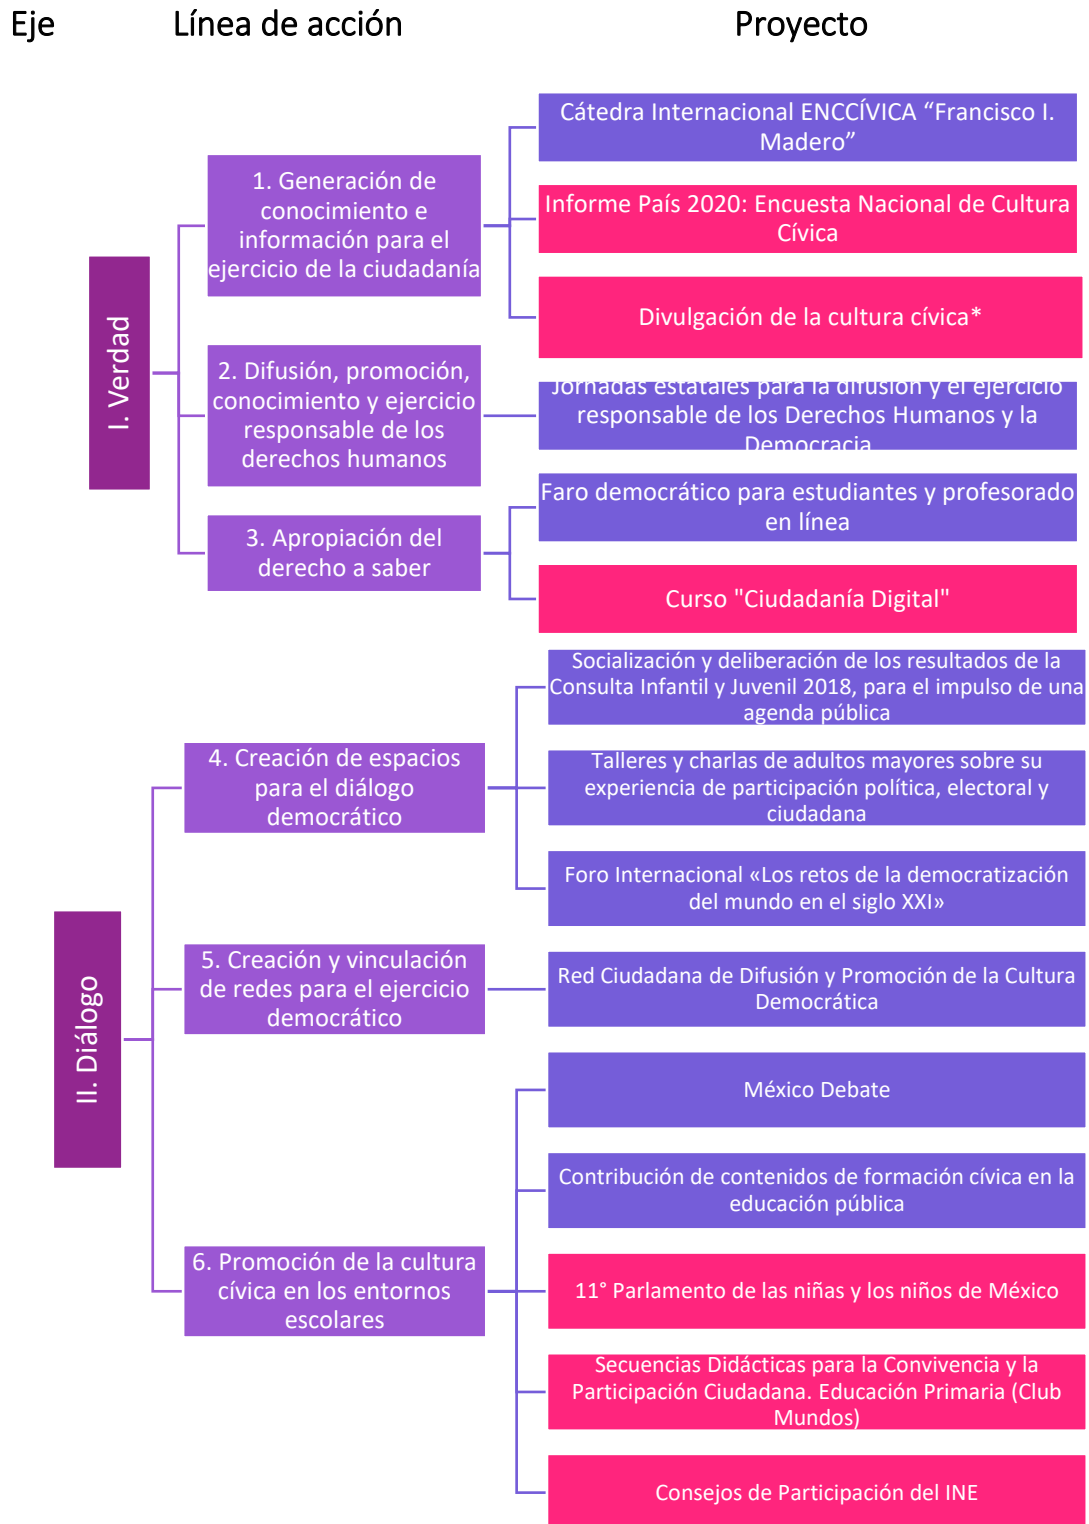 Eje Línea de acción Proyecto
I. Verdad
1. Generación de
conocimiento e
información para el
ejercicio de la ciudadanía
Cátedra Internacional ENCCÍVICA “Francisco I.
Madero”
Informe País 2020: Encuesta Nacional de Cultura
Cívica
Divulgación de la cultura cívica*
2. Difusión, promoción,
conocimiento y ejercicio
responsable de los
derechos humanos
Jornadas estatales para la difusión y el ejercicio
responsable de los Derechos Humanos y la
Democracia
3. Apropiación del
derecho a saber
Faro democrático para estudiantes y profesorado
en línea
Curso "Ciudadanía Digital"
II. Diálogo
4. Creación de espacios
para el diálogo
democrático
Socialización y deliberación de los resultados de la
Consulta Infantil y Juvenil 2018, para el impulso de una
agenda pública
Talleres y charlas de adultos mayores sobre su
experiencia de participación política, electoral y
ciudadana
Foro Internacional «Los retos de la democratización
del mundo en el siglo XXI»
5. Creación y vinculación
de redes para el ejercicio
democrático
Red Ciudadana de Difusión y Promoción de la Cultura
Democrática
6. Promoción de la cultura
cívica en los entornos
escolares
México Debate
Contribución de contenidos de formación cívica en la
educación pública
11° Parlamento de las niñas y los niños de México
Secuencias Didácticas para la Convivencia y la
Participación Ciudadana. Educación Primaria (Club
Mundos)
Consejos de Participación del INE